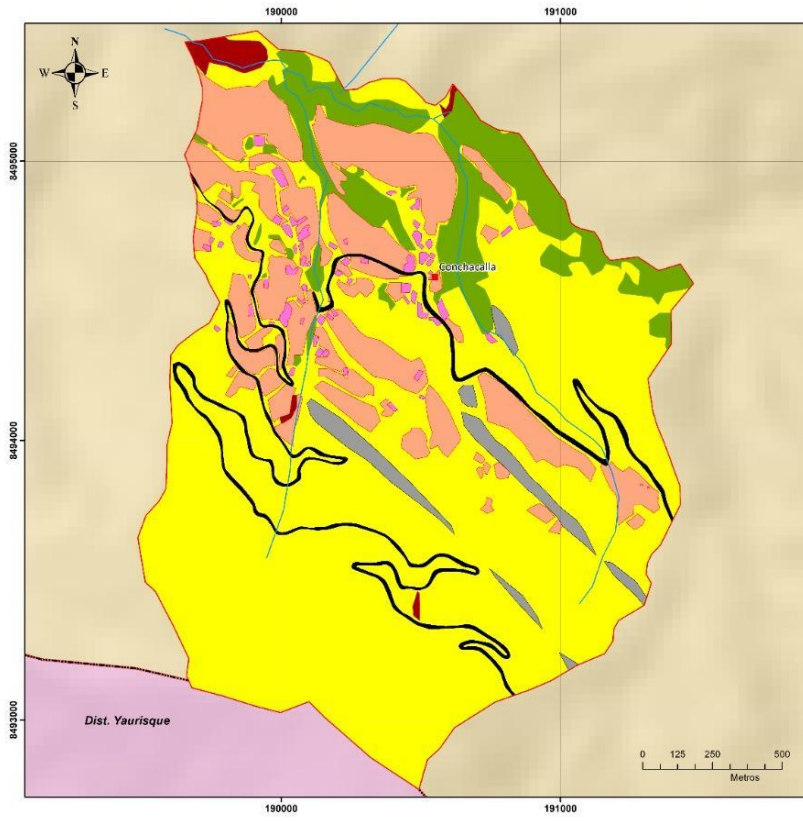 190000 191000
N
W E
S
8495000
Conchacalla
8494000
8493000
Dist. Yaurisque
0 125 250 500
Metros
190000 191000